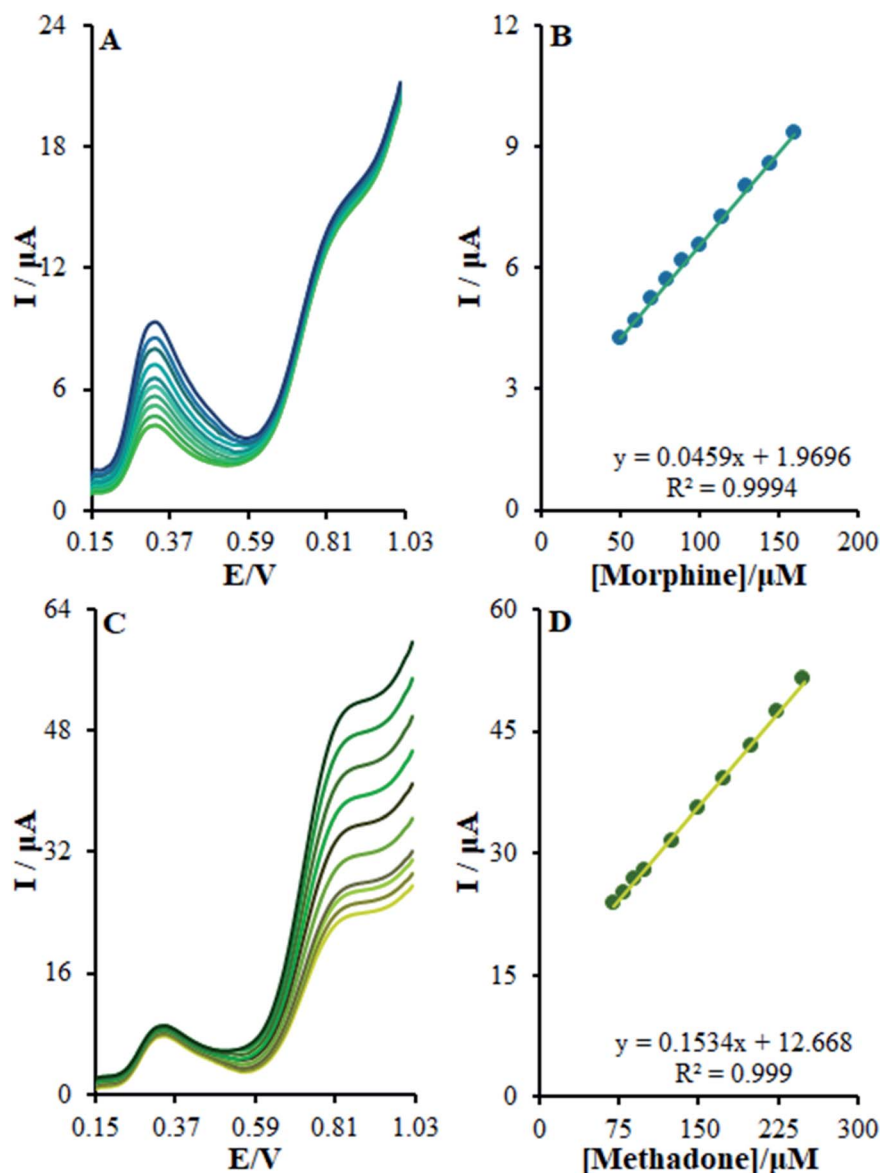 A
24
18
12
6
0
I / µA
0.15 0.37 0.59 0.81 1.03
E/V
B
12
9
6
3
0
I / µA
y = 0.0459x + 1.9696
R² = 0.9994
0 50 100 150 200
[Morphine]/µM
C
64
48
32
16
0
I / µA
0.15 0.37 0.59 0.81 1.03
E/V
D
60
45
30
15
0
I / µA
y = 0.1534x + 12.668
R² = 0.999
0 75 150 225 300
[Methadone]/µM